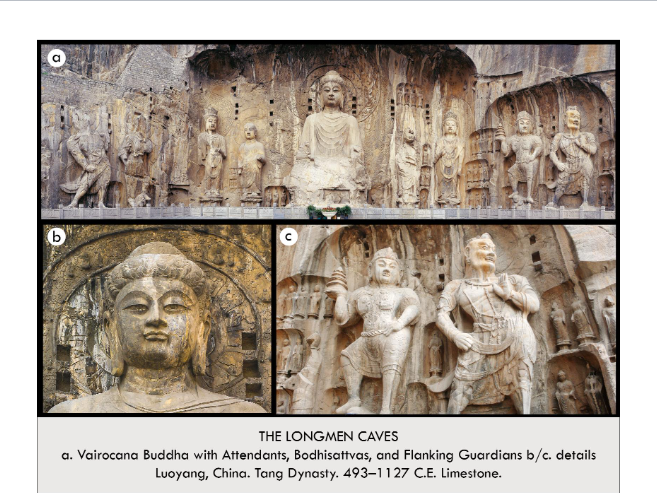 a
b
c
THE LONGMEN CAVES
a. Vairocana Buddha with Attendants, Bodhisattvas, and Flanking Guardians b/c. details
Luoyang, China. Tang Dynasty. 493–1127 C.E. Limestone.